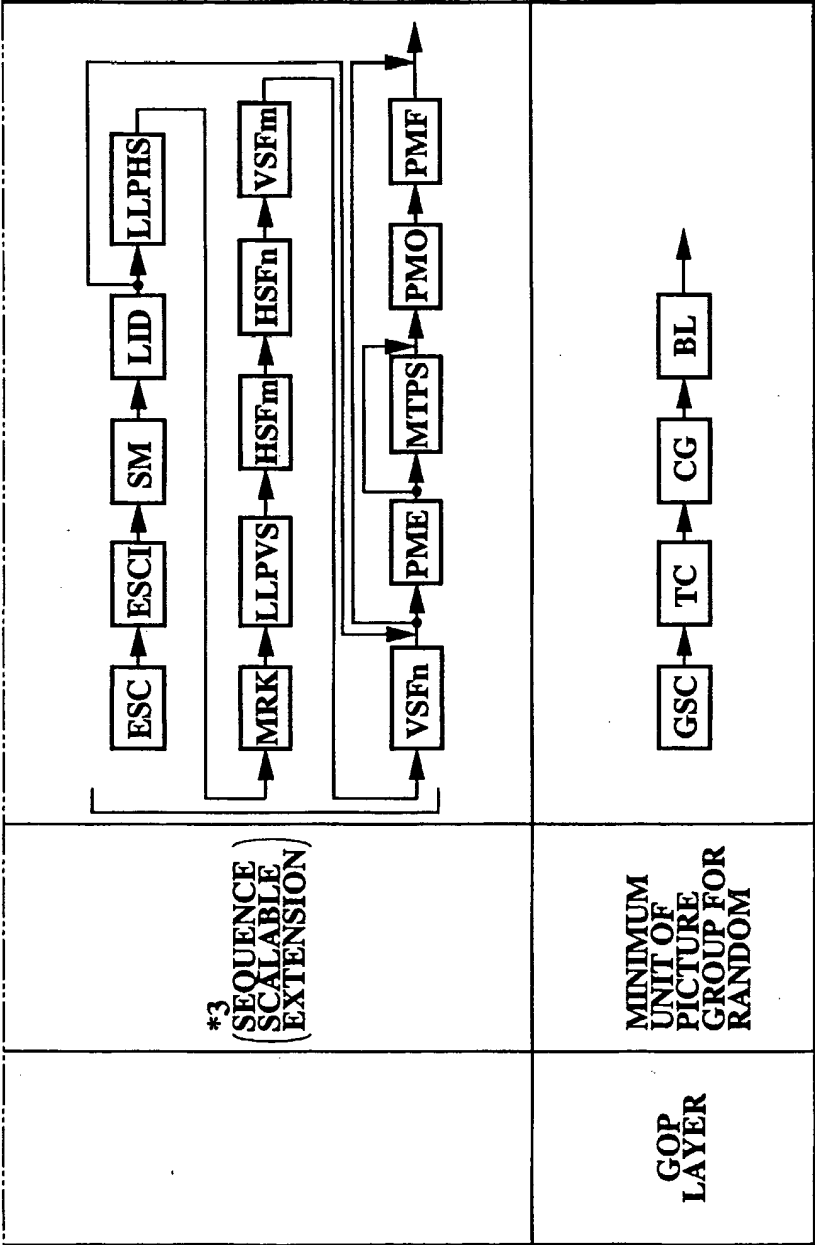 *3
SEQUENCE
SCALABLE
EXTENSION
ESC ESCI SM LID LLPHS
MRK LLPVS HSFm HSFn VSFm
VSFn PME MTPS PMO PMF
GOP
LAYER
MINIMUM
UNIT OF
PICTURE
GROUP FOR
RANDOM
GSC TC CG BL